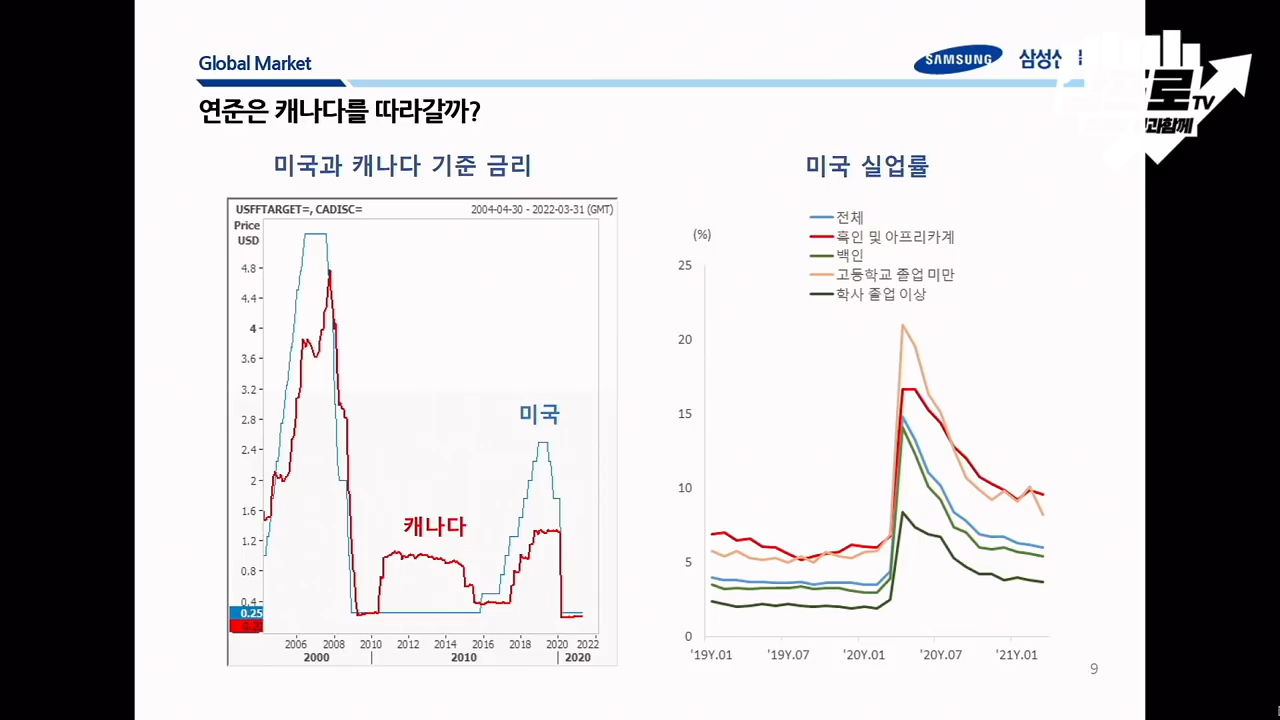 Global Market
SAMSUNG
연준은 캐나다를 따라갈까?
미국과 캐나다 기준 금리
미국 실업률
USFFTARGET=, CADISC=
2004-04-30 - 2022-03-31 (GMT)
Price
USD
4.8
4.4
4
3.6
3.2
2.8
2.4
2
1.6
1.2
0.8
0.4
0.25
미국
캐나다
2006 2008 2010 2012 2014 2016 2018 2020 2022
2000 2010 2020
전체
흑인 및 아프리카계
백인
고등학교 졸업 미만
학사 졸업 이상
(%)
25
20
15
10
5
0
'19Y.01 '19Y.07 '20Y.01 '20Y.07 '21Y.01
9
TV